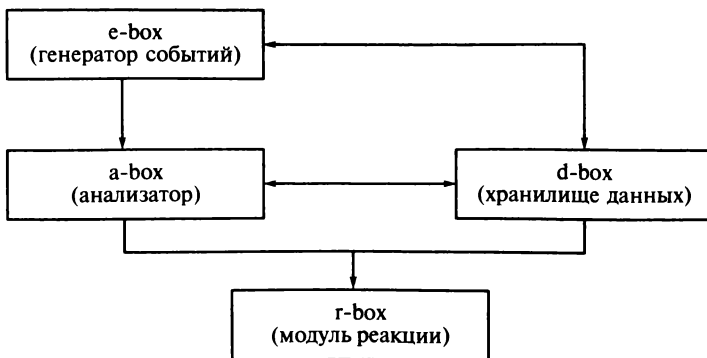 e-box
(генератор событий)
a-box
(анализатор)
d-box
(хранилище данных)
r-box
(модуль реакции)